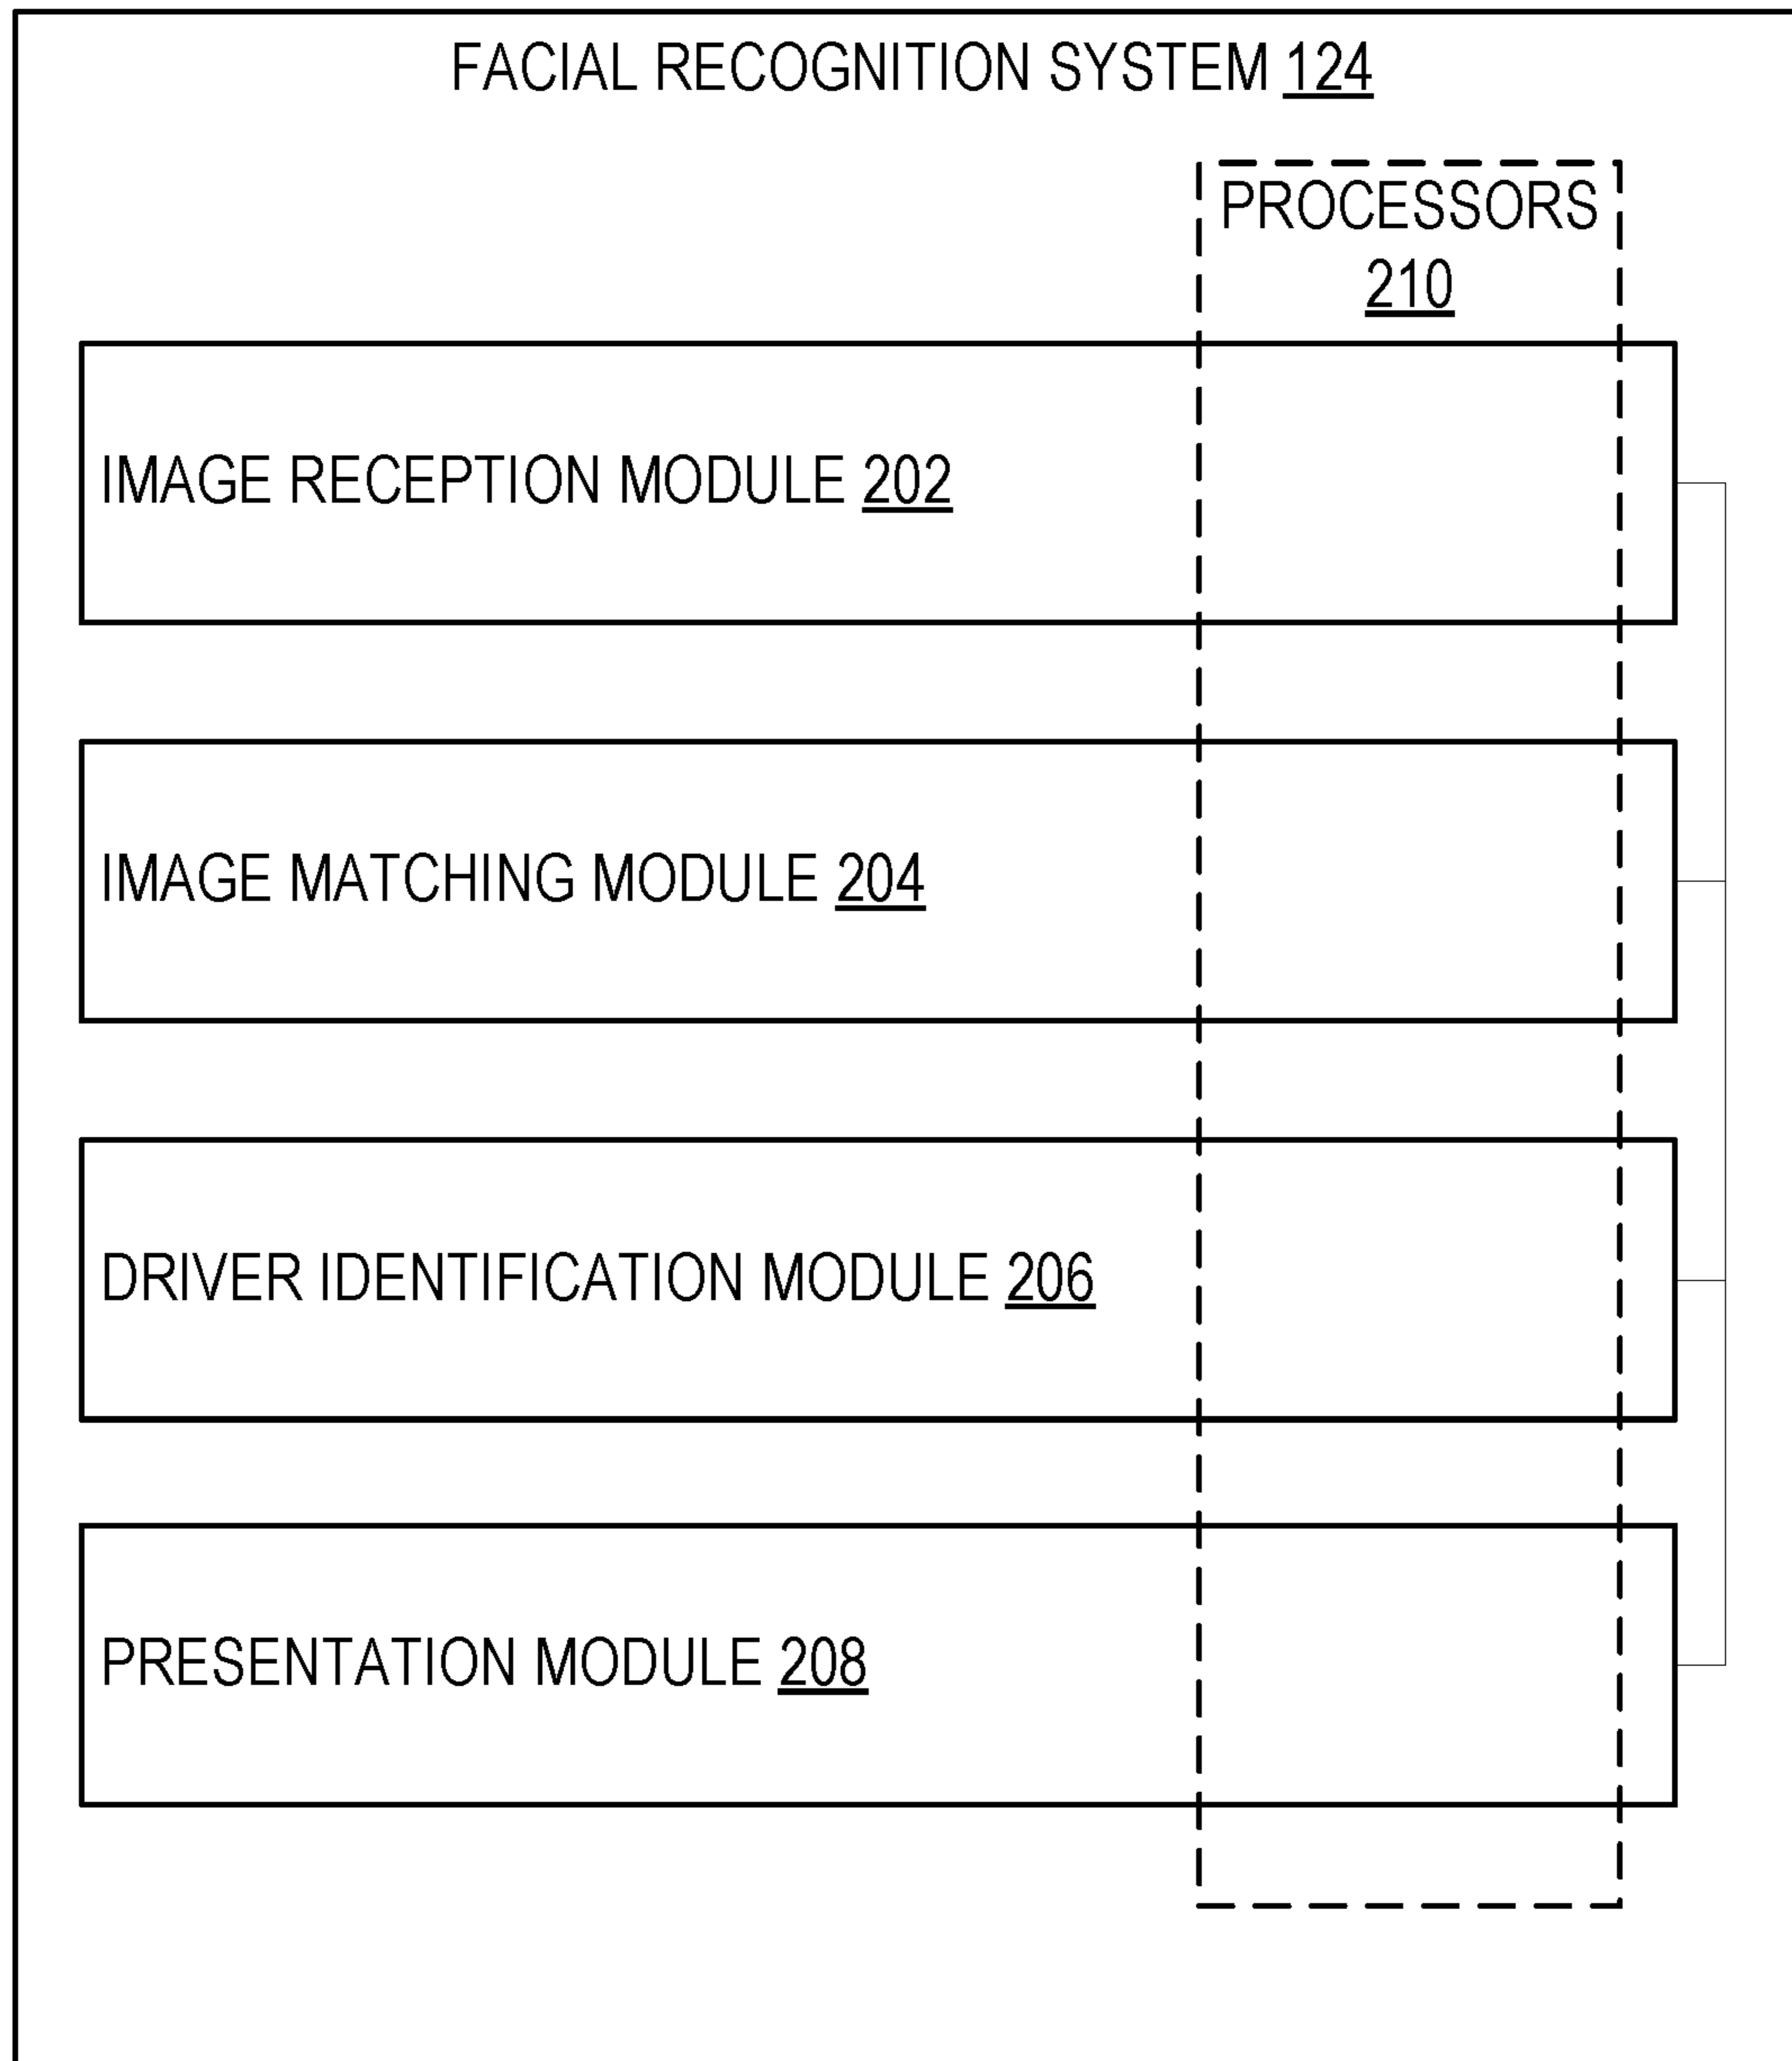 FACIAL RECOGNITION SYSTEM 124
PROCESSORS
210
IMAGE RECEPTION MODULE 202
IMAGE MATCHING MODULE 204
DRIVER IDENTIFICATION MODULE 206
PRESENTATION MODULE 208